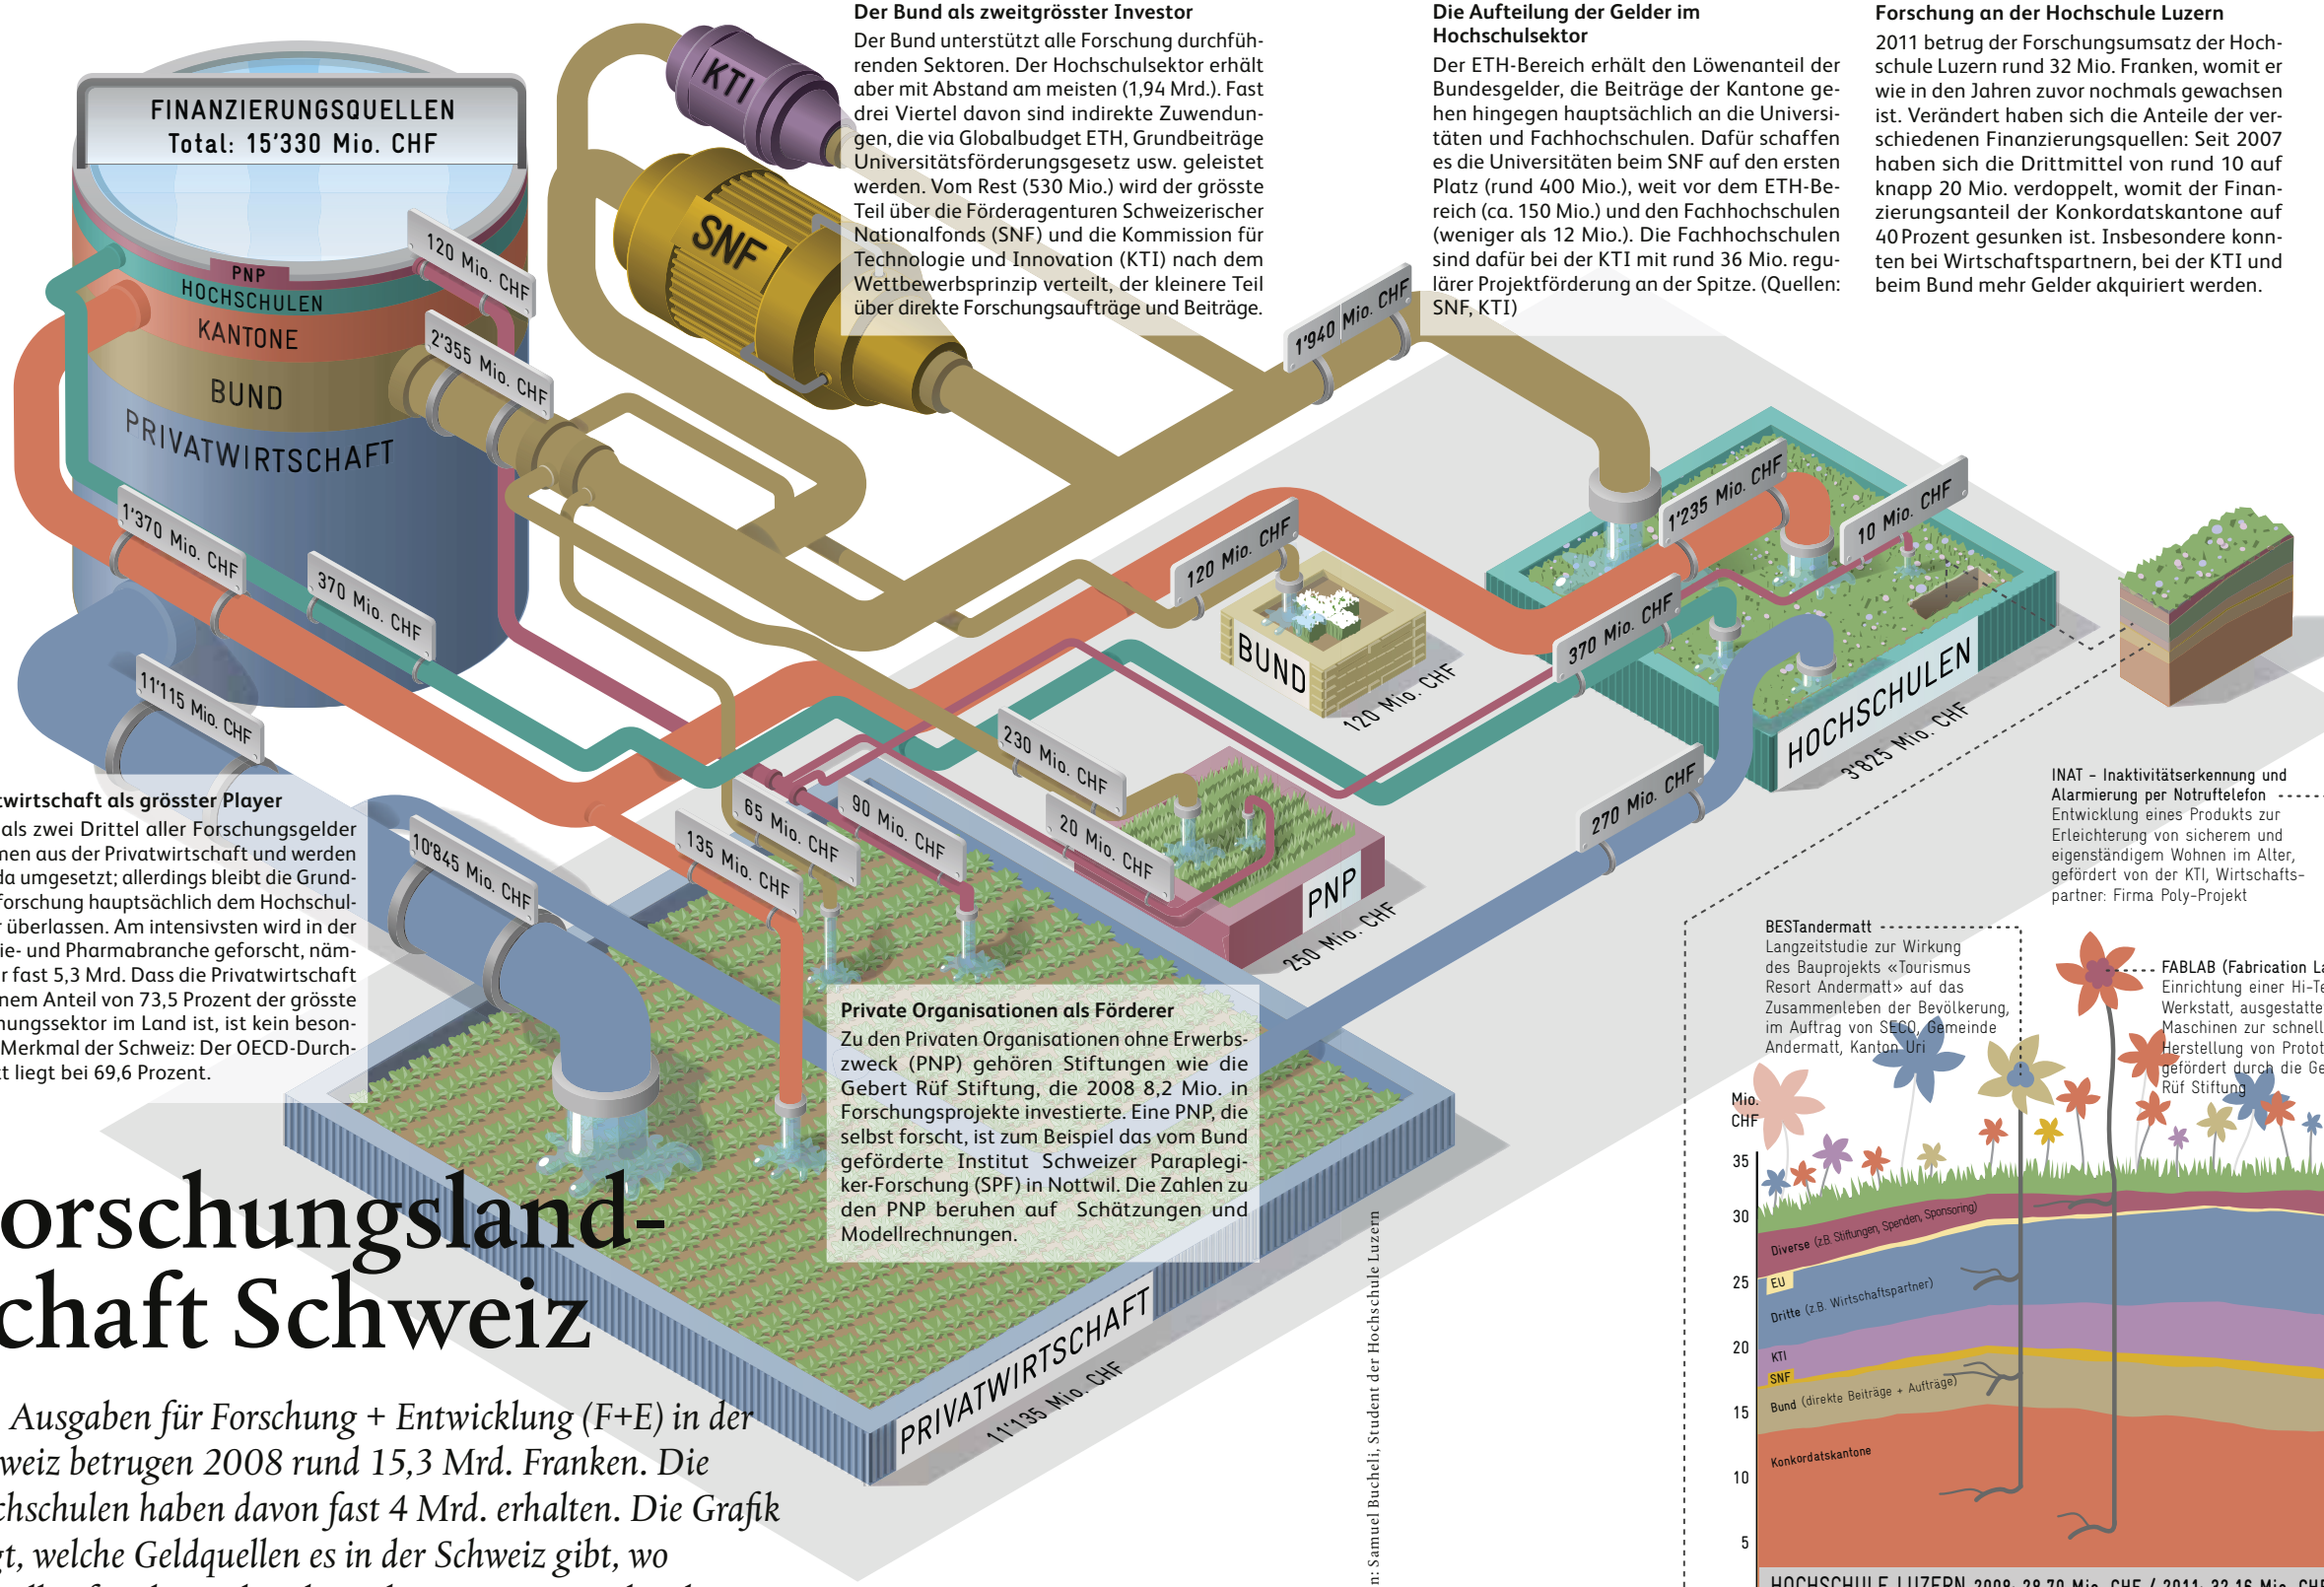 Der Bund als zweitgrösster Investor
Der Bund unterstützt alle Forschung durchfüh-
renden Sektoren. Der Hochschulsektor erhält
aber mit Abstand am meisten (1,94 Mrd.). Fast
drei Viertel davon sind indirekte Zuwendun-
gen, die via Globalbudget ETH, Grundbeiträge
Universitätsförderungsgesetz usw. geleistet
werden. Vom Rest (530 Mio.) wird der grösste
Teil über die Förderagenturen Schweizerischer
Nationalfonds (SNF) und die Kommission für
Technologie und Innovation (KTI) nach dem
Wettbewerbsprinzip verteilt, der kleinere Teil
über direkte Forschungsaufträge und Beiträge.
Die Aufteilung der Gelder im
Hochschulsektor
Der ETH-Bereich erhält den Löwenanteil der
Bundesgelder, die Beiträge der Kantone ge-
hen hingegen hauptsächlich an die Universi-
täten und Fachhochschulen. Dafür schaffen
es die Universitäten beim SNF auf den ersten
Platz (rund 400 Mio.), weit vor dem ETH-Be-
reich (ca. 150 Mio.) und den Fachhochschulen
(weniger als 12 Mio.). Die Fachhochschulen
sind dafür bei der KTI mit rund 36 Mio. regu-
lärer Projektförderung an der Spitze. (Quellen:
SNF, KTI)
Forschung an der Hochschule Luzern
2011 betrug der Forschungsumsatz der Hoch-
schule Luzern rund 32 Mio. Franken, womit er
wie in den Jahren zuvor nochmals gewachsen
ist. Verändert haben sich die Anteile der ver-
schiedenen Finanzierungsquellen: Seit 2007
haben sich die Drittmittel von rund 10 auf
knapp 20 Mio. verdoppelt, womit der Finan-
zierungsanteil der Konkordatskantone auf
40 Prozent gesunken ist. Insbesondere konn-
ten bei Wirtschaftspartnern, bei der KTI und
beim Bund mehr Gelder akquiriert werden.
FINANZIERUNGSQUELLEN
Total: 15'330 Mio. CHF
KTI
SNF
PNP
HOCHSCHULEN
KANTONE
BUND
PRIVATWIRTSCHAFT
120 Mio. CHF
2'355 Mio. CHF
1'370 Mio. CHF
370 Mio. CHF
11'115 Mio. CHF
1'940 Mio. CHF
1'235 Mio. CHF
10 Mio. CHF
120 Mio. CHF
370 Mio. CHF
BUND
120 Mio. CHF
HOCHSCHULEN
3'825 Mio. CHF
230 Mio. CHF
270 Mio. CHF
65 Mio. CHF
90 Mio. CHF
20 Mio. CHF
135 Mio. CHF
10'845 Mio. CHF
PNP
250 Mio. CHF
twirtschaft als grösster Player
als zwei Drittel aller Forschungsgelder
men aus der Privatwirtschaft und werden
da umgesetzt; allerdings bleibt die Grund-
forschung hauptsächlich dem Hochschul-
r überlassen. Am intensivsten wird in der
ie- und Pharmabranche geforscht, näm-
r fast 5,3 Mrd. Dass die Privatwirtschaft
nem Anteil von 73,5 Prozent der grösste
hungssektor im Land ist, ist kein beson-
Merkmal der Schweiz: Der OECD-Durch-
tt liegt bei 69,6 Prozent.
Private Organisationen als Förderer
Zu den Privaten Organisationen ohne Erwerbs-
zweck (PNP) gehören Stiftungen wie die
Gebert Rüf Stiftung, die 2008 8,2 Mio. in
Forschungsprojekte investierte. Eine PNP, die
selbst forscht, ist zum Beispiel das vom Bund
geförderte Institut Schweizer Paraplegi-
ker-Forschung (SPF) in Nottwil. Die Zahlen zu
den PNP beruhen auf Schätzungen und
Modellrechnungen.
PRIVATWIRTSCHAFT
11'135 Mio. CHF
orschungsland-
chaft Schweiz
Ausgaben für Forschung + Entwicklung (F+E) in der
weiz betrugen 2008 rund 15,3 Mrd. Franken. Die
chschulen haben davon fast 4 Mrd. erhalten. Die Grafik
gt, welche Geldquellen es in der Schweiz gibt, wo
n: Samuel Bucheli, Student der Hochschule Luzern
INAT - Inaktivitätserkennung und
Alarmierung per Notruftelefon
Entwicklung eines Produkts zur
Erleichterung von sicherem und
eigenständigem Wohnen im Alter,
gefördert von der KTI, Wirtschafts-
partner: Firma Poly-Projekt
BESTandermatt
Langzeitstudie zur Wirkung
des Bauprojekts «Tourismus
Resort Andermatt» auf das
Zusammenleben der Bevölkerung,
im Auftrag von SECO, Gemeinde
Andermatt, Kanton Uri
FABLAB (Fabrication La
Einrichtung einer Hi-Te
Werkstatt, ausgestatte
Maschinen zur schnell
Herstellung von Protot
gefördert durch die Ge
Rüf Stiftung
Mio.
CHF
35
30
25
20
15
10
5
Diverse (z.B. Stiftungen, Spenden, Sponsoring)
EU
Dritte (z.B. Wirtschaftspartner)
KTI
SNF
Bund (direkte Beiträge + Aufträge)
Konkordatskantone
HOCHSCHULE LUZERN 2008: 28,70 Mio. CHF / 2011: 32,16 Mio. CHF